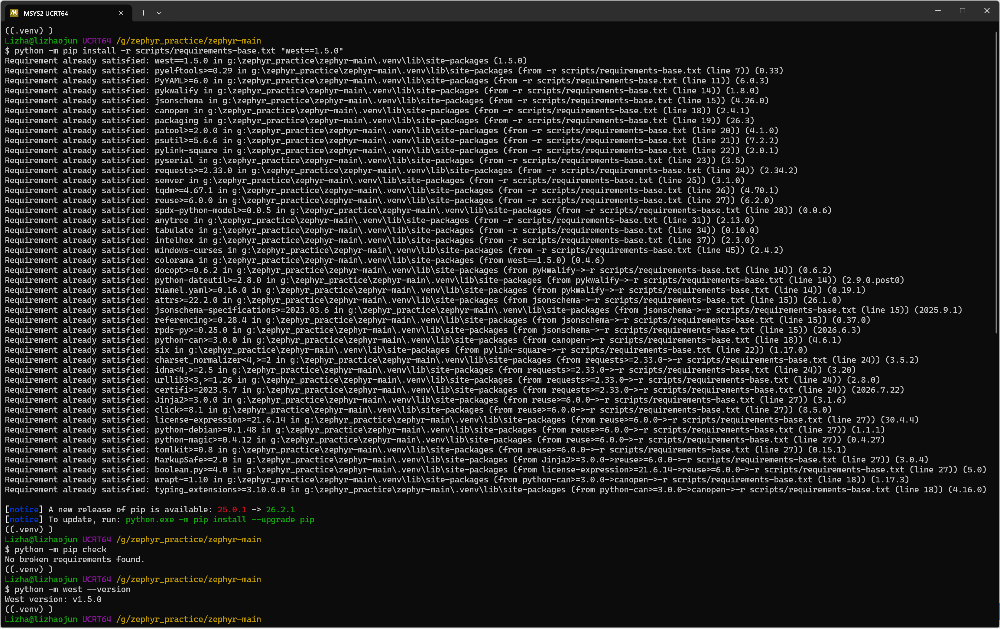 MSYS2 UCRT64
((.venv) )
Lizha@lizhaojun UCRT64 /g/zephyr_practice/zephyr-main
$ python -m pip install -r scripts/requirements-base.txt "west==1.5.0"
Requirement already satisfied: west==1.5.0 in g:\zephyr_practice\zephyr-main\.venv\lib\site-packages (1.5.0)
Requirement already satisfied: pyelftools>=0.29 in g:\zephyr_practice\zephyr-main\.venv\lib\site-packages (from -r scripts/requirements-base.txt (line 7)) (0.33)
Requirement already satisfied: PyYAML>=6.0 in g:\zephyr_practice\zephyr-main\.venv\lib\site-packages (from -r scripts/requirements-base.txt (line 11)) (6.0.3)
Requirement already satisfied: pykwalify in g:\zephyr_practice\zephyr-main\.venv\lib\site-packages (from -r scripts/requirements-base.txt (line 14)) (1.8.0)
Requirement already satisfied: jsonschema in g:\zephyr_practice\zephyr-main\.venv\lib\site-packages (from -r scripts/requirements-base.txt (line 15)) (4.26.0)
Requirement already satisfied: canopen in g:\zephyr_practice\zephyr-main\.venv\lib\site-packages (from -r scripts/requirements-base.txt (line 18)) (2.4.1)
Requirement already satisfied: packaging in g:\zephyr_practice\zephyr-main\.venv\lib\site-packages (from -r scripts/requirements-base.txt (line 19)) (26.3)
Requirement already satisfied: patool>=2.0.0 in g:\zephyr_practice\zephyr-main\.venv\lib\site-packages (from -r scripts/requirements-base.txt (line 20)) (4.1.0)
Requirement already satisfied: psutil>=5.6.6 in g:\zephyr_practice\zephyr-main\.venv\lib\site-packages (from -r scripts/requirements-base.txt (line 21)) (7.2.2)
Requirement already satisfied: pylink-square in g:\zephyr_practice\zephyr-main\.venv\lib\site-packages (from -r scripts/requirements-base.txt (line 22)) (2.0.1)
Requirement already satisfied: pyserial in g:\zephyr_practice\zephyr-main\.venv\lib\site-packages (from -r scripts/requirements-base.txt (line 23)) (3.5)
Requirement already satisfied: requests>=2.33.0 in g:\zephyr_practice\zephyr-main\.venv\lib\site-packages (from -r scripts/requirements-base.txt (line 24)) (2.34.2)
Requirement already satisfied: semver in g:\zephyr_practice\zephyr-main\.venv\lib\site-packages (from -r scripts/requirements-base.txt (line 25)) (3.1.0)
Requirement already satisfied: tqdm>=4.67.1 in g:\zephyr_practice\zephyr-main\.venv\lib\site-packages (from -r scripts/requirements-base.txt (line 26)) (4.70.1)
Requirement already satisfied: reuse>=6.0.0 in g:\zephyr_practice\zephyr-main\.venv\lib\site-packages (from -r scripts/requirements-base.txt (line 27)) (6.2.0)
Requirement already satisfied: spdx-python-model>=0.0.5 in g:\zephyr_practice\zephyr-main\.venv\lib\site-packages (from -r scripts/requirements-base.txt (line 28)) (0.0.6)
Requirement already satisfied: anytree in g:\zephyr_practice\zephyr-main\.venv\lib\site-packages (from -r scripts/requirements-base.txt (line 31)) (2.13.0)
Requirement already satisfied: tabulate in g:\zephyr_practice\zephyr-main\.venv\lib\site-packages (from -r scripts/requirements-base.txt (line 34)) (0.10.0)
Requirement already satisfied: intelhex in g:\zephyr_practice\zephyr-main\.venv\lib\site-packages (from -r scripts/requirements-base.txt (line 37)) (2.3.0)
Requirement already satisfied: windows-curses in g:\zephyr_practice\zephyr-main\.venv\lib\site-packages (from -r scripts/requirements-base.txt (line 45)) (2.4.2)
Requirement already satisfied: colorama in g:\zephyr_practice\zephyr-main\.venv\lib\site-packages (from west==1.5.0) (0.4.6)
Requirement already satisfied: docopt>=0.6.2 in g:\zephyr_practice\zephyr-main\.venv\lib\site-packages (from pykwalify->-r scripts/requirements-base.txt (line 14)) (0.6.2)
Requirement already satisfied: python-dateutil>=2.8.0 in g:\zephyr_practice\zephyr-main\.venv\lib\site-packages (from pykwalify->-r scripts/requirements-base.txt (line 14)) (2.9.0.post0)
Requirement already satisfied: ruamel.yaml>=0.16.0 in g:\zephyr_practice\zephyr-main\.venv\lib\site-packages (from pykwalify->-r scripts/requirements-base.txt (line 14)) (0.19.1)
Requirement already satisfied: attrs>=22.2.0 in g:\zephyr_practice\zephyr-main\.venv\lib\site-packages (from jsonschema->-r scripts/requirements-base.txt (line 15)) (26.1.0)
Requirement already satisfied: jsonschema-specifications>=2023.03.6 in g:\zephyr_practice\zephyr-main\.venv\lib\site-packages (from jsonschema->-r scripts/requirements-base.txt (line 15)) (2025.9.1)
Requirement already satisfied: referencing>=0.28.4 in g:\zephyr_practice\zephyr-main\.venv\lib\site-packages (from jsonschema->-r scripts/requirements-base.txt (line 15)) (0.37.0)
Requirement already satisfied: rpds-py>=0.25.0 in g:\zephyr_practice\zephyr-main\.venv\lib\site-packages (from jsonschema->-r scripts/requirements-base.txt (line 15)) (2026.6.3)
Requirement already satisfied: python-can>=3.0.0 in g:\zephyr_practice\zephyr-main\.venv\lib\site-packages (from canopen->-r scripts/requirements-base.txt (line 18)) (4.6.1)
Requirement already satisfied: six in g:\zephyr_practice\zephyr-main\.venv\lib\site-packages (from pylink-square->-r scripts/requirements-base.txt (line 22)) (1.17.0)
Requirement already satisfied: charset_normalizer<4,>=2 in g:\zephyr_practice\zephyr-main\.venv\lib\site-packages (from requests>=2.33.0->-r scripts/requirements-base.txt (line 24)) (3.5.2)
Requirement already satisfied: idna<4,>=2.5 in g:\zephyr_practice\zephyr-main\.venv\lib\site-packages (from requests>=2.33.0->-r scripts/requirements-base.txt (line 24)) (3.20)
Requirement already satisfied: urllib3<3,>=1.26 in g:\zephyr_practice\zephyr-main\.venv\lib\site-packages (from requests>=2.33.0->-r scripts/requirements-base.txt (line 24)) (2.8.0)
Requirement already satisfied: certifi>=2023.5.7 in g:\zephyr_practice\zephyr-main\.venv\lib\site-packages (from requests>=2.33.0->-r scripts/requirements-base.txt (line 24)) (2026.7.22)
Requirement already satisfied: Jinja2>=3.0.0 in g:\zephyr_practice\zephyr-main\.venv\lib\site-packages (from reuse>=6.0.0->-r scripts/requirements-base.txt (line 27)) (3.1.6)
Requirement already satisfied: click>=8.1 in g:\zephyr_practice\zephyr-main\.venv\lib\site-packages (from reuse>=6.0.0->-r scripts/requirements-base.txt (line 27)) (8.5.0)
Requirement already satisfied: license-expression>=21.6.14 in g:\zephyr_practice\zephyr-main\.venv\lib\site-packages (from reuse>=6.0.0->-r scripts/requirements-base.txt (line 27)) (30.4.4)
Requirement already satisfied: python-debian>=0.1.48 in g:\zephyr_practice\zephyr-main\.venv\lib\site-packages (from reuse>=6.0.0->-r scripts/requirements-base.txt (line 27)) (1.1.1)
Requirement already satisfied: python-magic>=0.4.12 in g:\zephyr_practice\zephyr-main\.venv\lib\site-packages (from reuse>=6.0.0->-r scripts/requirements-base.txt (line 27)) (0.4.27)
Requirement already satisfied: tomlkit>=0.8 in g:\zephyr_practice\zephyr-main\.venv\lib\site-packages (from reuse>=6.0.0->-r scripts/requirements-base.txt (line 27)) (0.15.1)
Requirement already satisfied: MarkupSafe>=2.0 in g:\zephyr_practice\zephyr-main\.venv\lib\site-packages (from Jinja2>=3.0.0->reuse>=6.0.0->-r scripts/requirements-base.txt (line 27)) (3.0.4)
Requirement already satisfied: boolean.py>=4.0 in g:\zephyr_practice\zephyr-main\.venv\lib\site-packages (from license-expression>=21.6.14->reuse>=6.0.0->-r scripts/requirements-base.txt (line 27)) (5.0)
Requirement already satisfied: wrapt~=1.10 in g:\zephyr_practice\zephyr-main\.venv\lib\site-packages (from python-can>=3.0.0->canopen->-r scripts/requirements-base.txt (line 18)) (1.17.3)
Requirement already satisfied: typing_extensions>=3.10.0.0 in g:\zephyr_practice\zephyr-main\.venv\lib\site-packages (from python-can>=3.0.0->canopen->-r scripts/requirements-base.txt (line 18)) (4.16.0)
[notice] A new release of pip is available: 25.0.1 -> 26.2.1
[notice] To update, run: python.exe -m pip install --upgrade pip
((.venv) )
Lizha@lizhaojun UCRT64 /g/zephyr_practice/zephyr-main
$ python -m pip check
No broken requirements found.
((.venv) )
Lizha@lizhaojun UCRT64 /g/zephyr_practice/zephyr-main
$ python -m west --version
West version: v1.5.0
((.venv) )
Lizha@lizhaojun UCRT64 /g/zephyr_practice/zephyr-main